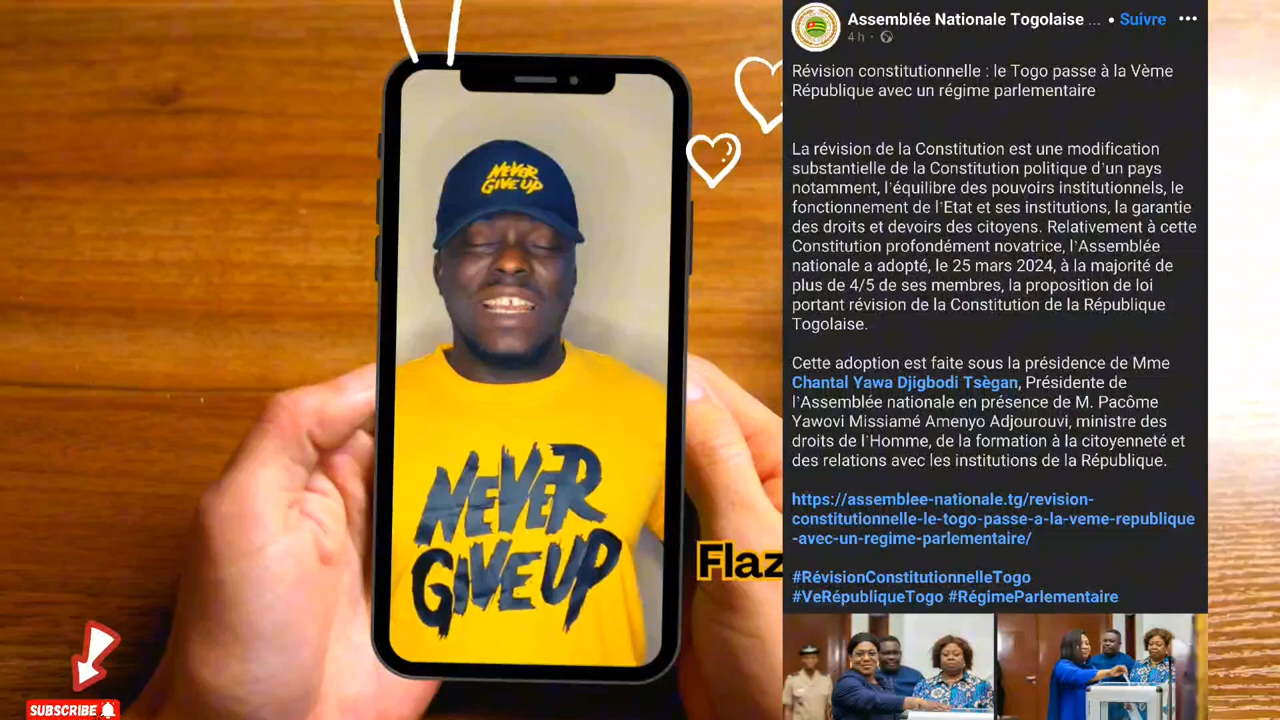 NEVER
GIVE UP
NEVER
GIVE UP
SUBSCRIBE
Flaz
Assemblée Nationale Togolaise ... • Suivre
4 h ·
Révision constitutionnelle : le Togo passe à la Vème
République avec un régime parlementaire
La révision de la Constitution est une modification
substantielle de la Constitution politique d'un pays
notamment, l'équilibre des pouvoirs institutionnels, le
fonctionnement de l'Etat et ses institutions, la garantie
des droits et devoirs des citoyens. Relativement à cette
Constitution profondément novatrice, l'Assemblée
nationale a adopté, le 25 mars 2024, à la majorité de
plus de 4/5 de ses membres, la proposition de loi
portant révision de la Constitution de la République
Togolaise.
Cette adoption est faite sous la présidence de Mme
Chantal Yawa Djigbodi Tsègan, Présidente de
l'Assemblée nationale en présence de M. Pacôme
Yawovi Missiamé Amenyo Adjourouvi, ministre des
droits de l'Homme, de la formation à la citoyenneté et
des relations avec les institutions de la République.
https://assemblee-nationale.tg/revision-
constitutionnelle-le-togo-passe-a-la-veme-republique
-avec-un-regime-parlementaire/
#RévisionConstitutionnelleTogo
#VeRépubliqueTogo #RégimeParlementaire